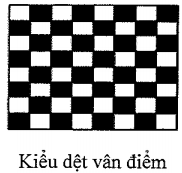 Kiểu dệt vân điểm